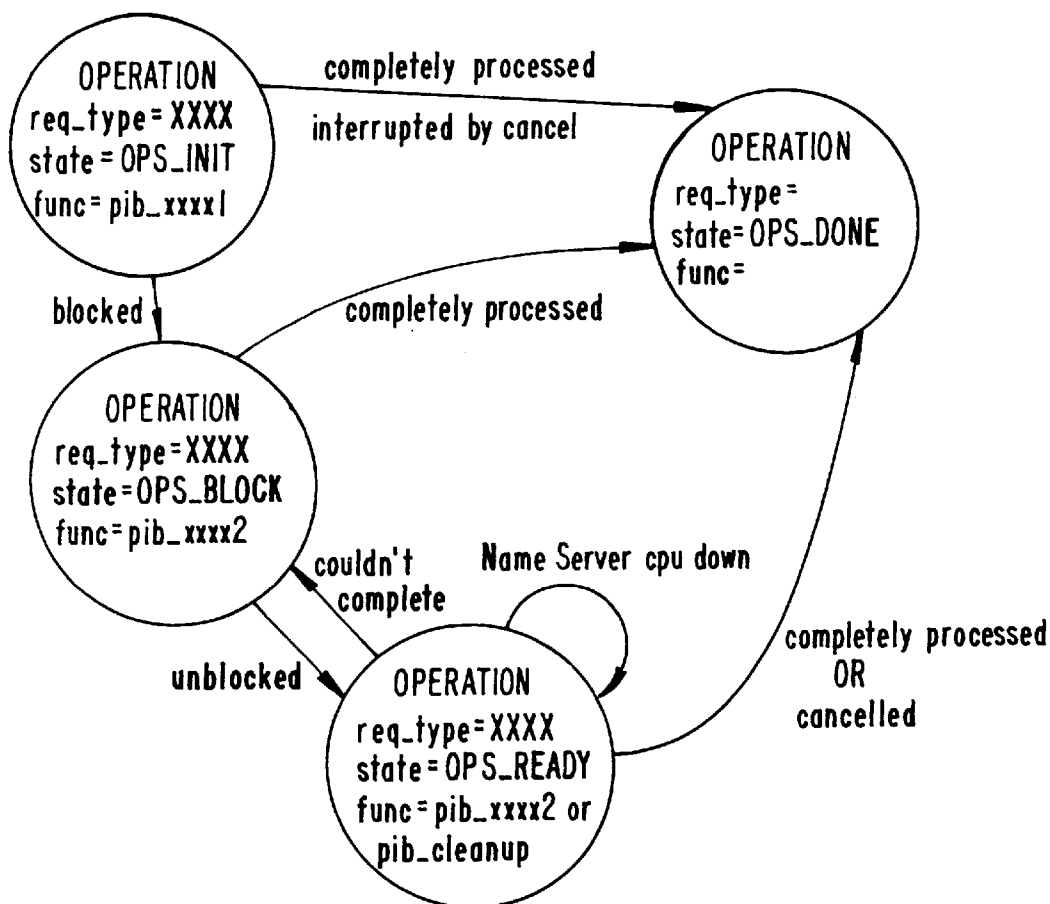 OPERATION
req_type=XXXX
state=OPS_INIT
func=pib_xxxx1
completely processed
interrupted by cancel
OPERATION
req_type=
state=OPS_DONE
func=
blocked
completely processed
OPERATION
req_type=XXXX
state=OPS_BLOCK
func=pib_xxxx2
couldn't
complete
Name Server cpu down
unblocked
OPERATION
req_type=XXXX
state=OPS_READY
func=pib_xxxx2 or
pib_cleanup
completely processed
OR
cancelled